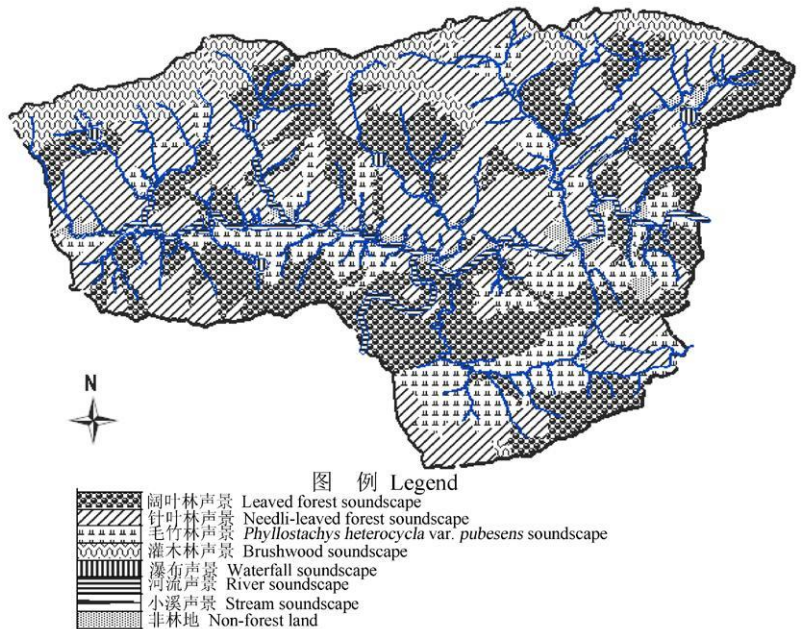 N
图 例 Legend
阔叶林声景 Leaved forest soundscape
针叶林声景 Needli-leaved forest soundscape
毛竹林声景 Phyllostachys heterocycla var. pubesens soundscape
灌木林声景 Brushwood soundscape
瀑布声景 Waterfall soundscape
河流声景 River soundscape
小溪声景 Stream soundscape
非林地 Non-forest land